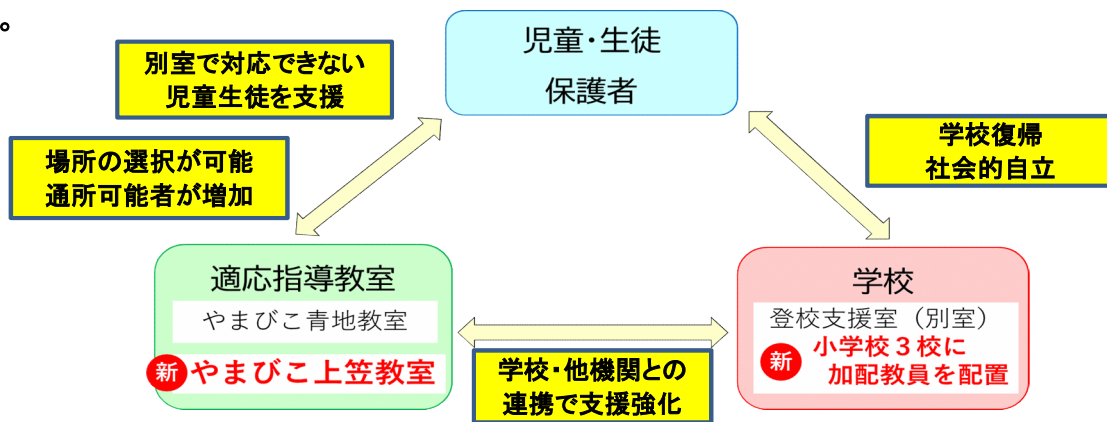 。
児童・生徒
保護者
別室で対応できない
児童生徒を支援
場所の選択が可能
通所可能者が増加
学校復帰
社会的自立
適応指導教室
やまびこ青地教室
新 やまびこ上笠教室
学校
登校支援室（別室）
新 小学校３校に
加配教員を配置
学校・他機関との
連携で支援強化